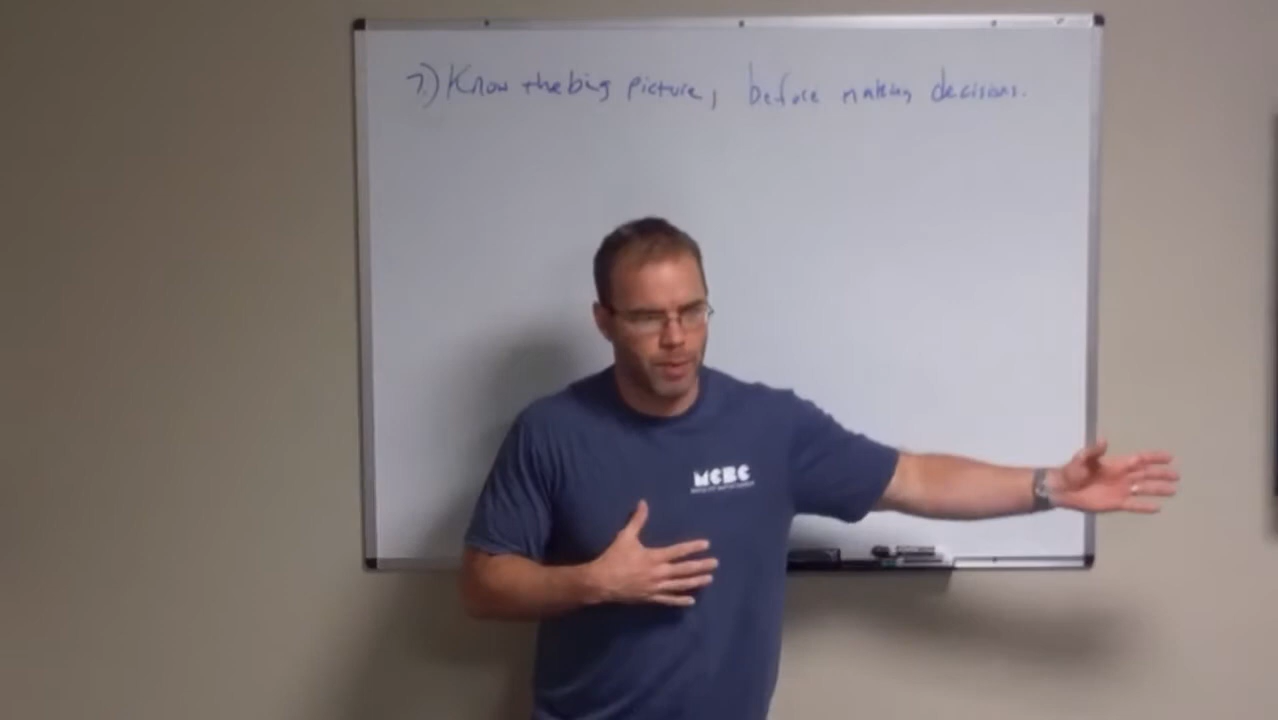 7.) Know the big picture, before making decisions.
MCBC